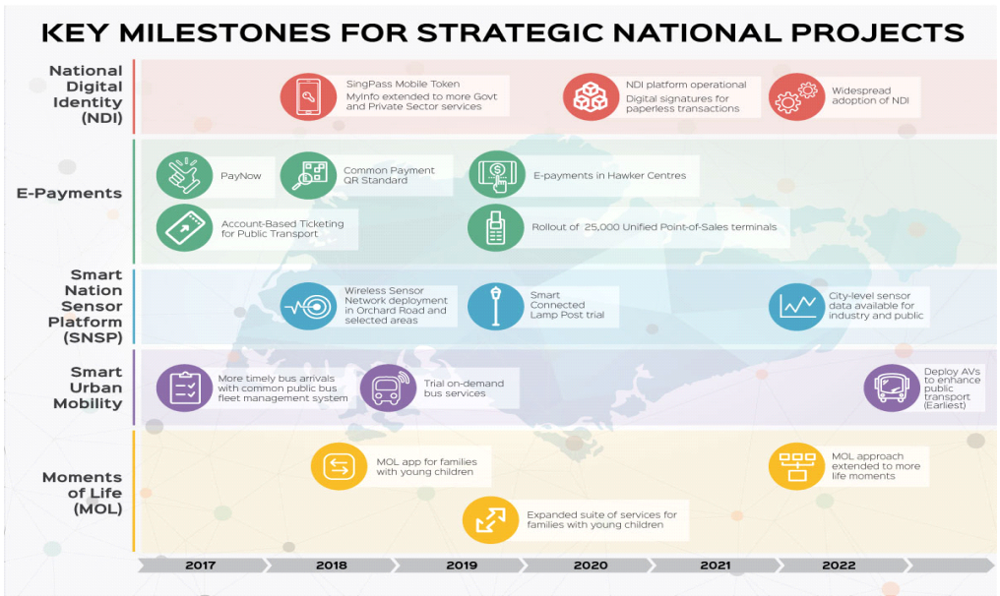 KEY MILESTONES FOR STRATEGIC NATIONAL PROJECTS
National
Digital
Identity
(NDI)
SingPass Mobile Token
MyInfo extended to more Govt
and Private Sector services
NDI platform operational
Digital signatures for
paperless transactions
Widespread
adoption of NDI
E-Payments
PayNow
Common Payment
QR Standard
E-payments in Hawker Centres
Account-Based Ticketing
for Public Transport
Rollout of 25,000 Unified Point-of-Sales terminals
Smart
Nation
Sensor
Platform
(SNSP)
Wireless Sensor
Network deployment
in Orchard Road and
selected areas
Smart
Connected
Lamp Post trial
City-level sensor
data available for
industry and public
Smart
Urban
Mobility
More timely bus arrivals
with common public bus
fleet management system
Trial on-demand
bus services
Deploy AVs
to enhance
public
transport
(Earliest)
Moments
of Life
(MOL)
MOL app for families
with young children
MOL approach
extended to more
life moments
Expanded suite of services for
families with young children
2017 2018 2019 2020 2021 2022